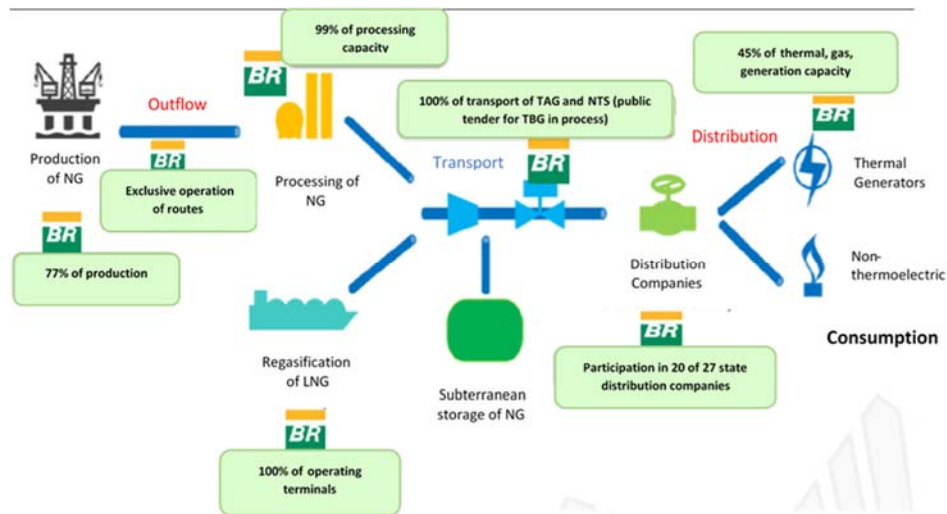 99% of processing
capacity
BR
Outflow
Production
of NG
BR
Exclusive operation
of routes
Processing of
NG
BR
77% of production
45% of thermal, gas,
generation capacity
BR
100% of transport of TAG and NTS (public
tender for TBG in process)
BR
Transport
Distribution
Thermal
Generators
Distribution
Companies
Non-
thermoelectric
Consumption
Regasification
of LNG
BR
100% of operating
terminals
Subterranean
storage of NG
BR
Participation in 20 of 27 state
distribution companies